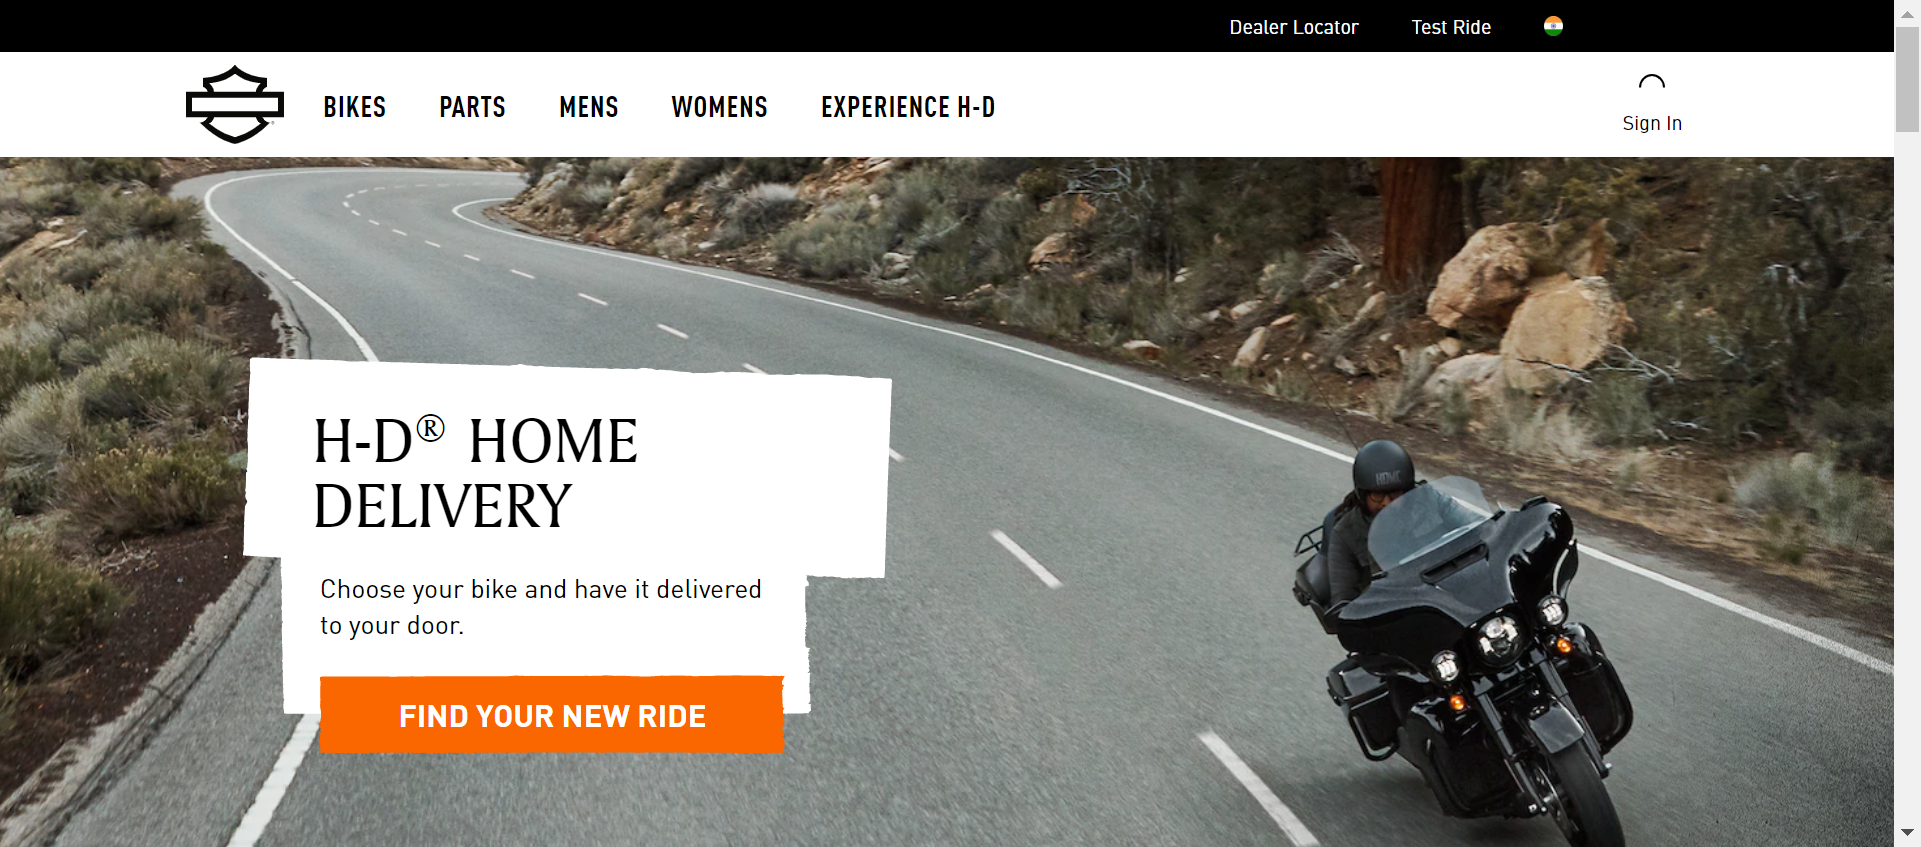 Dealer Locator Test Ride
BIKES PARTS MENS WOMENS EXPERIENCE H-D
Sign In
H-D® HOME
DELIVERY
Choose your bike and have it delivered
to your door.
FIND YOUR NEW RIDE